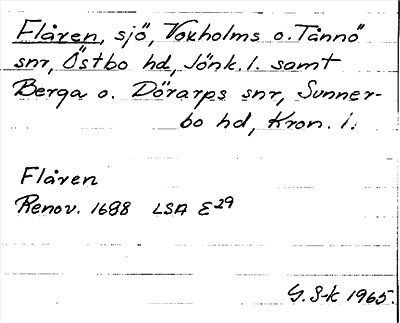 Flåren, sjö, Voxholms o. Tånnö
snr, Östbo hd, Jönk. l. samt
Berga o. Dörarps snr, Sunner-
bo hd, Kron. l.
Flåren
Renov. 1688 LSA E29
G. S-k 1965.